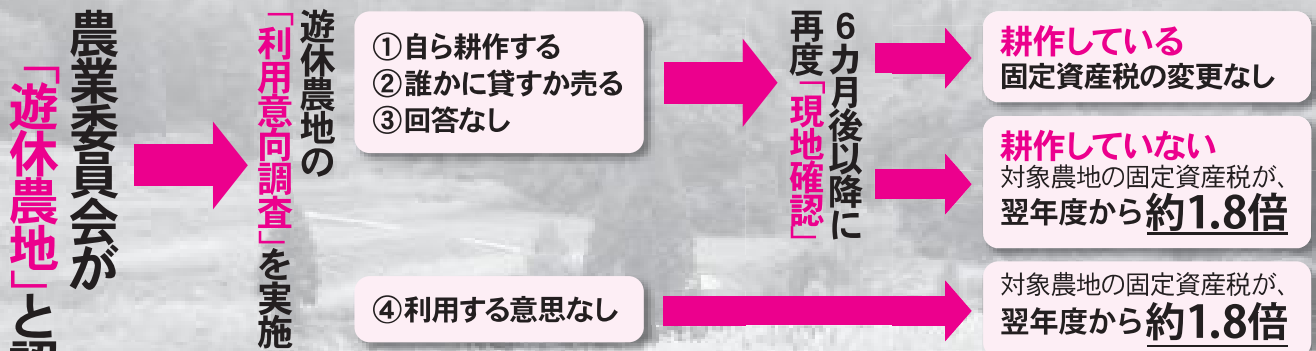 農業委員会が
「遊休農地」と
遊休農地の
「利用意向調査」を実施
①自ら耕作する
②誰かに貸すか売る
③回答なし
④利用する意思なし
6カ月後以降に
再度「現地確認」
耕作している
固定資産税の変更なし
耕作していない
対象農地の固定資産税が、
翌年度から約1.8倍
対象農地の固定資産税が、
翌年度から約1.8倍